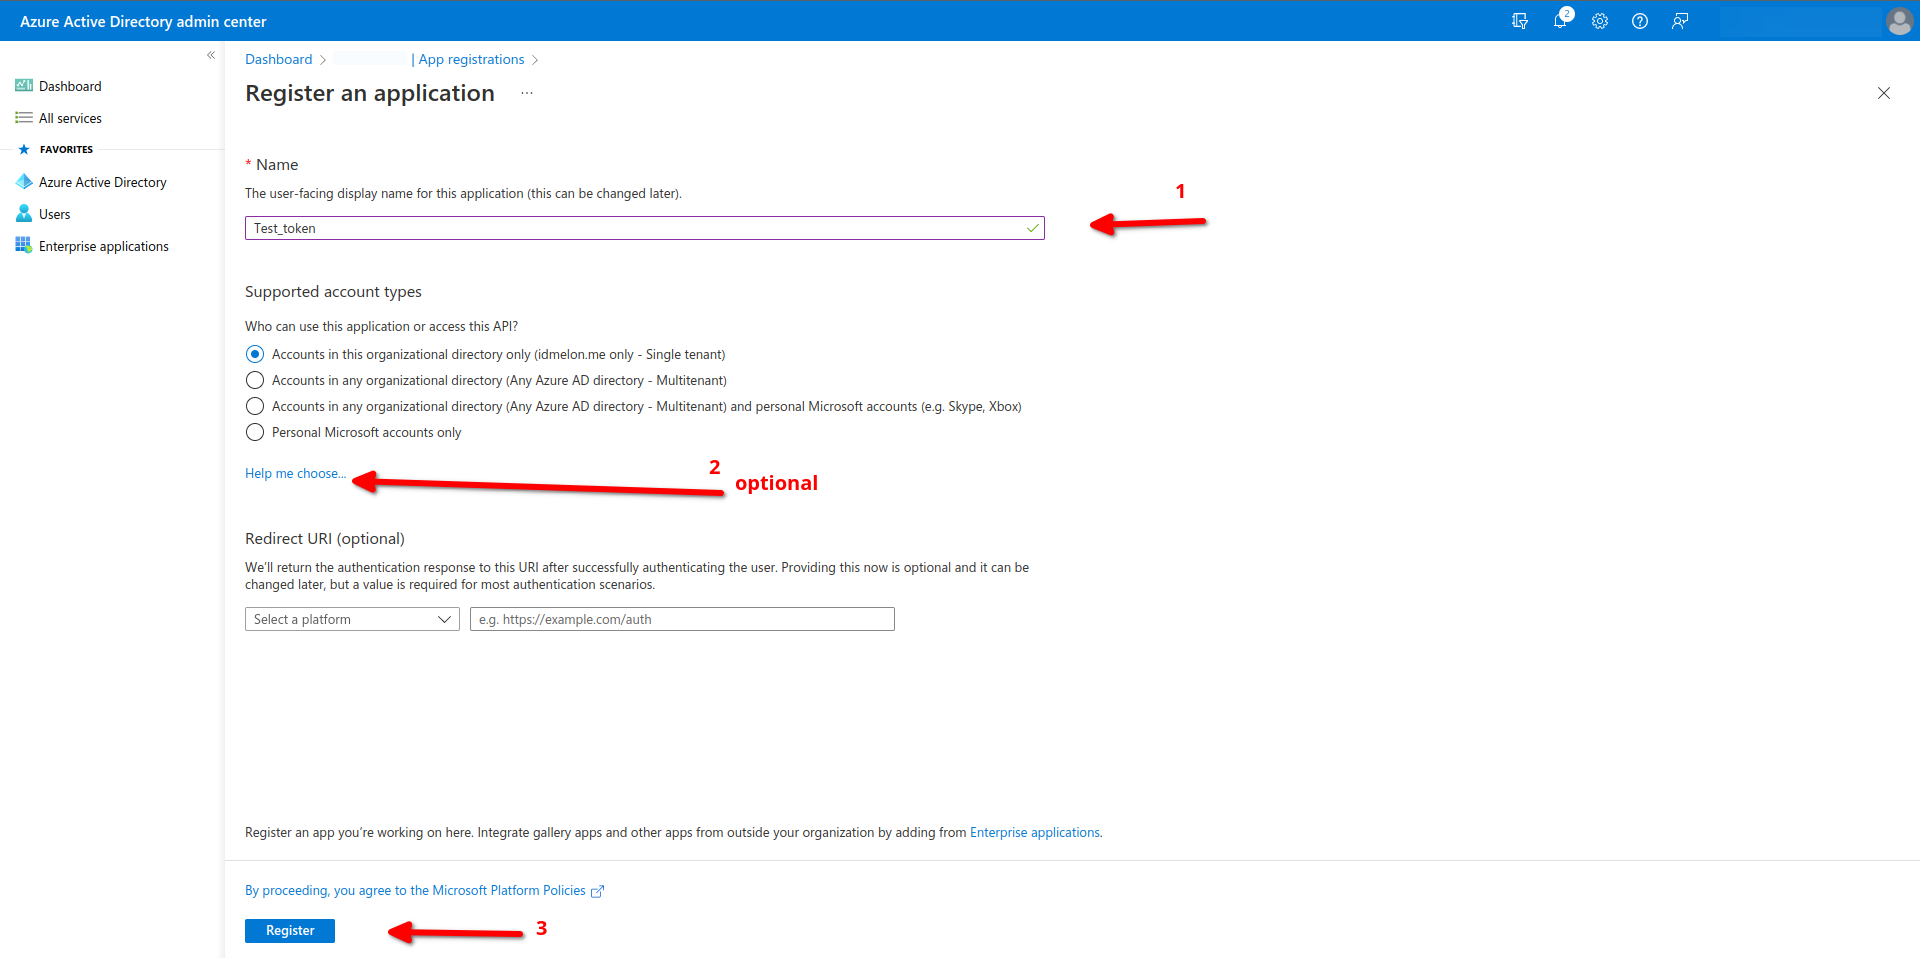 Azure Active Directory admin center
2
«
Dashboard
All services
FAVORITES
Azure Active Directory
Users
Enterprise applications
Dashboard > | App registrations >
Register an application ...
* Name
The user-facing display name for this application (this can be changed later).
1
Test_token
Supported account types
Who can use this application or access this API?
Accounts in this organizational directory only (idmelon.me only - Single tenant)
Accounts in any organizational directory (Any Azure AD directory - Multitenant)
Accounts in any organizational directory (Any Azure AD directory - Multitenant) and personal Microsoft accounts (e.g. Skype, Xbox)
Personal Microsoft accounts only
Help me choose...
2
optional
Redirect URI (optional)
We'll return the authentication response to this URI after successfully authenticating the user. Providing this now is optional and it can be
changed later, but a value is required for most authentication scenarios.
Select a platform
e.g. https://example.com/auth
Register an app you're working on here. Integrate gallery apps and other apps from outside your organization by adding from Enterprise applications.
By proceeding, you agree to the Microsoft Platform Policies
Register
3